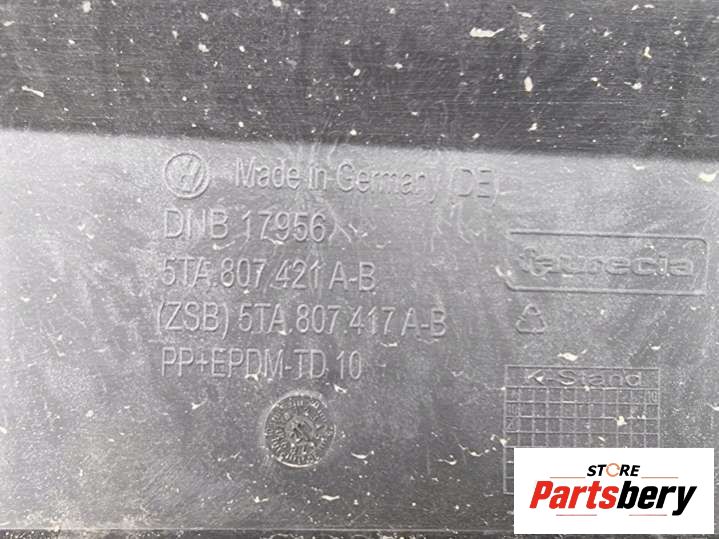 Made in Germany (DE)
DNB 17956
5TA.807.421 A-B
faurecia
(ZSB) 5TA 807.417 A-B
PP+EPDM-TD 10
K-Stand
STORE
Partsbery